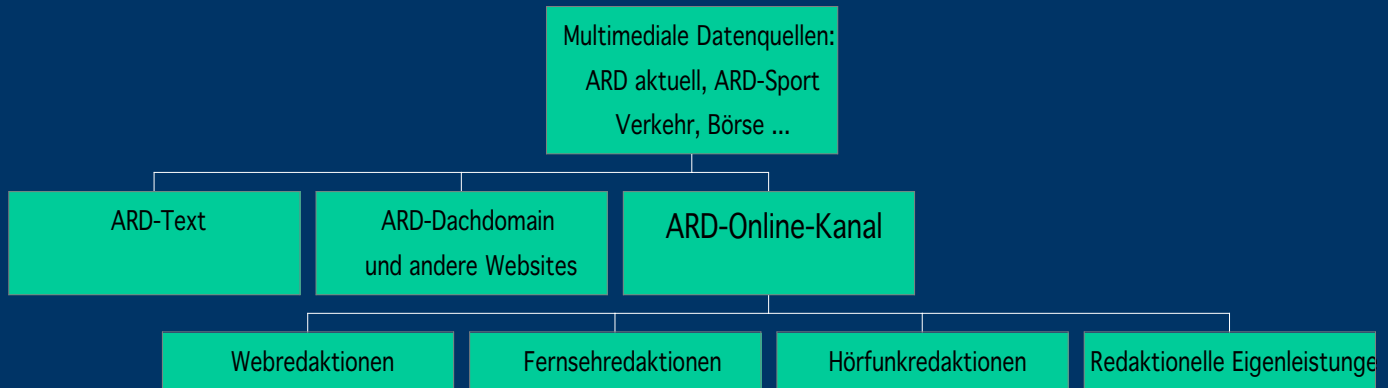 Multimediale Datenquellen:
ARD aktuell, ARD-Sport
Verkehr, Börse ...
ARD-Text
ARD-Dachdomain
und andere Websites
ARD-Online-Kanal
Webredaktionen
Fernsehredaktionen
Hörfunkredaktionen
Redaktionelle Eigenleistunge